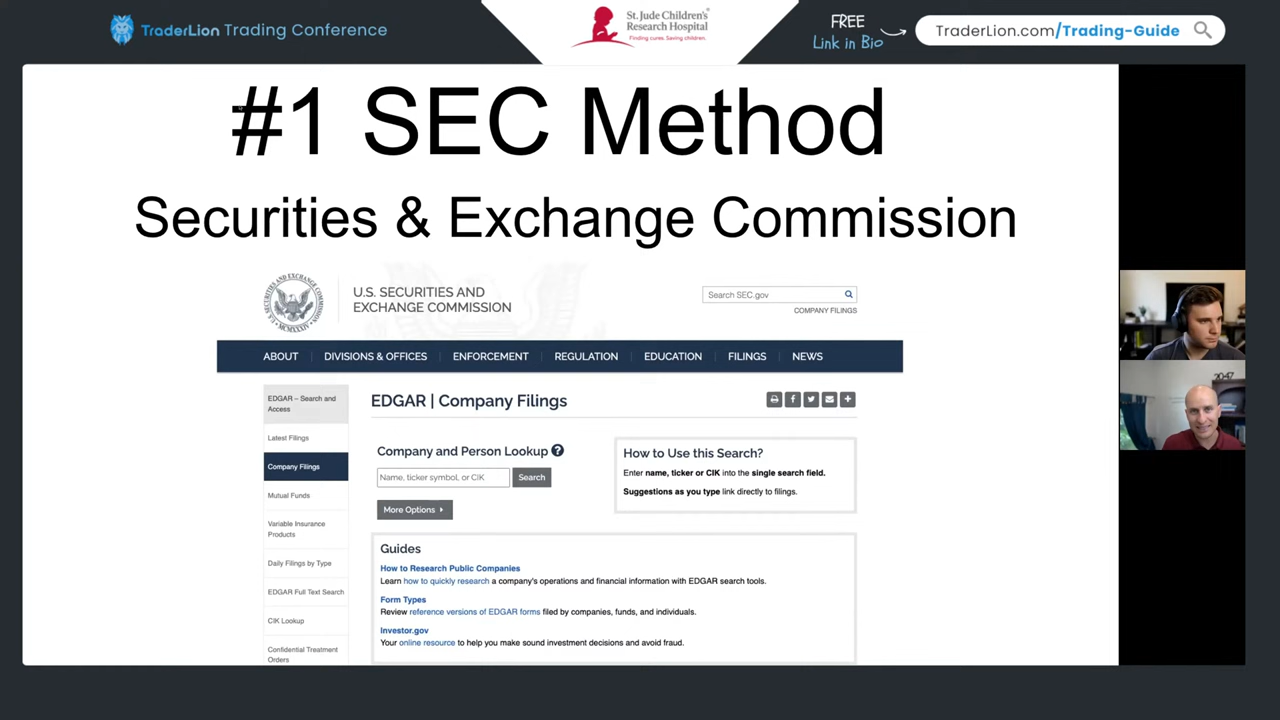 TraderLion Trading Conference
St. Jude Children's
Research Hospital
Finding cures. Saving children.
FREE
Link in Bio
TraderLion.com/Trading-Guide
#1 SEC Method
Securities & Exchange Commission
U.S. SECURITIES AND
EXCHANGE COMMISSION
Search SEC.gov
COMPANY FILINGS
ABOUT
DIVISIONS & OFFICES
ENFORCEMENT
REGULATION
EDUCATION
FILINGS
NEWS
EDGAR – Search and
Access
Latest Filings
Company Filings
Mutual Funds
Variable Insurance
Products
Daily Filings by Type
EDGAR Full Text Search
CIK Lookup
Confidential Treatment
Orders
EDGAR | Company Filings
Company and Person Lookup
Name, ticker symbol, or CIK
Search
More Options
How to Use this Search?
Enter name, ticker or CIK into the single search field.
Suggestions as you type link directly to filings.
Guides
How to Research Public Companies
Learn how to quickly research a company's operations and financial information with EDGAR search tools.
Form Types
Review reference versions of EDGAR forms filed by companies, funds, and individuals.
Investor.gov
Your online resource to help you make sound investment decisions and avoid fraud.
20:47